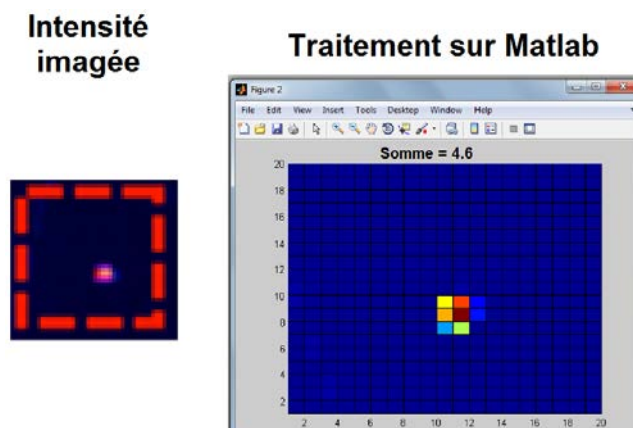 Intensité
imagée
Traitement sur Matlab
Figure 2
File Edit View Insert Tools Desktop Window Help
Somme = 4.6
20
18
16
14
12
10
8
6
4
2
2 4 6 8 10 12 14 16 18 20